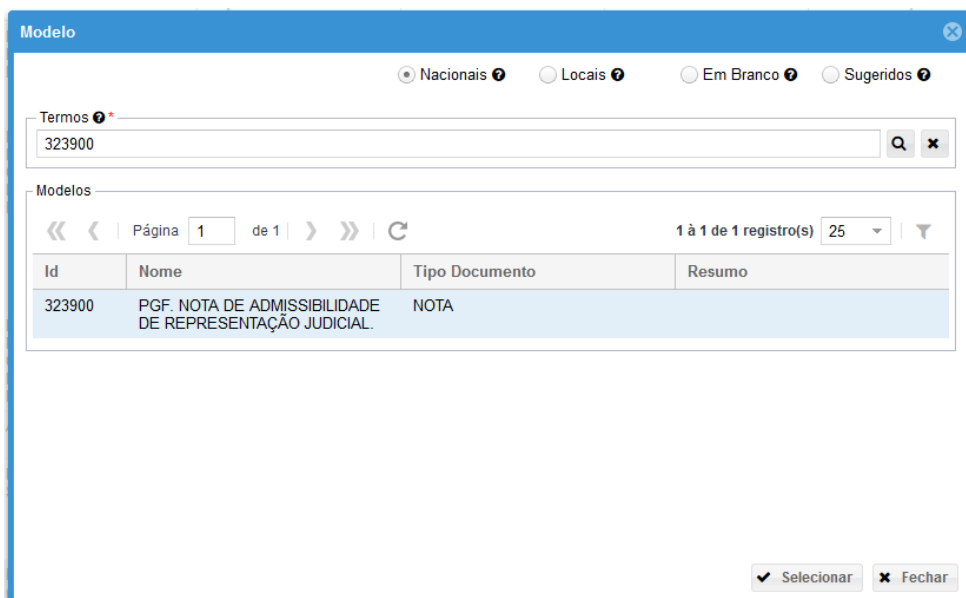 Modelo
Nacionais Locais Em Branco Sugeridos
Termos *
323900
Modelos
Página 1 de 1 1 à 1 de 1 registro(s) 25
Id Nome Tipo Documento Resumo
323900 PGF. NOTA DE ADMISSIBILIDADE NOTA
DE REPRESENTAÇÃO JUDICIAL.
Selecionar Fechar